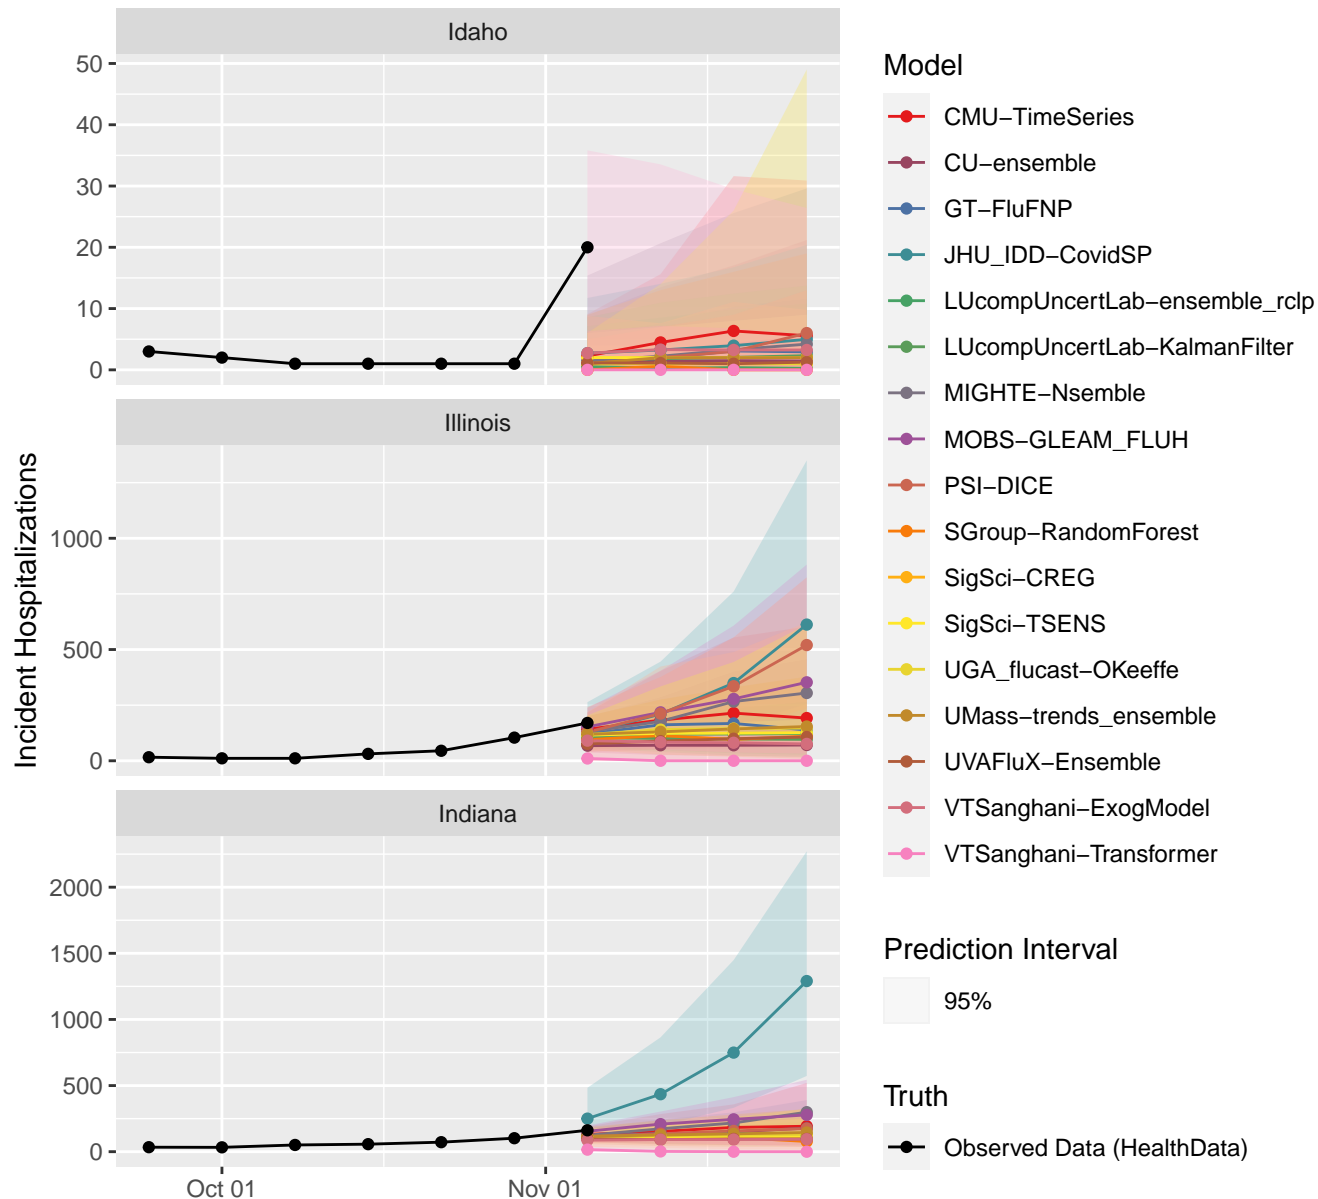 Idaho
50
40
30
20
10
0
Illinois
1000
500
0
Indiana
2000
1500
1000
500
0
Oct 01
Nov 01
Incident Hospitalizations
Model
CMU−TimeSeries
CU−ensemble
GT−FluFNP
JHU_IDD−CovidSP
LUcompUncertLab−ensemble_rclp
LUcompUncertLab−KalmanFilter
MIGHTE−Nsemble
MOBS−GLEAM_FLUH
PSI−DICE
SGroup−RandomForest
SigSci−CREG
SigSci−TSENS
UGA_flucast−OKeeffe
UMass−trends_ensemble
UVAFluX−Ensemble
VTSanghani−ExogModel
VTSanghani−Transformer
Prediction Interval
95%
Truth
Observed Data (HealthData)